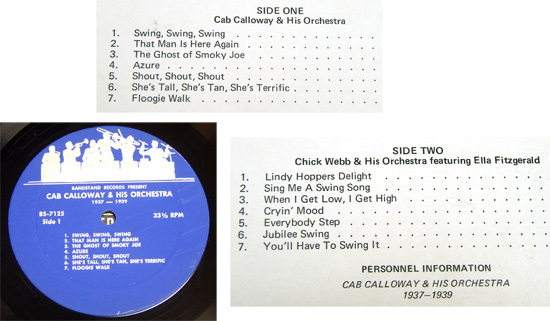 SIDE ONE
Cab Calloway & His Orchestra
1. Swing, Swing, Swing . . . . . . . . . . . . . . . .
2. That Man Is Here Again . . . . . . . . . . . . . .
3. The Ghost of Smoky Joe . . . . . . . . . . . . . .
4. Azure . . . . . . . . . . . . . . . . . . . . . .
5. Shout, Shout, Shout . . . . . . . . . . . . . . .
6. She's Tall, She's Tan, She's Terrific . . . . . . . . .
7. Floogie Walk . . . . . . . . . . . . . . . . . . .
BANDSTAND RECORDS PRESENT
CAB CALLOWAY & HIS ORCHESTRA
1937 — 1939
BS-7125
Side 1
33⅓ RPM
1. SWING, SWING, SWING
2. THAT MAN IS HERE AGAIN
3. THE GHOST OF SMOKY JOE
4. AZURE
5. SHOUT, SHOUT, SHOUT
6. SHE'S TALL, SHE'S TAN, SHE'S TERRIFIC
7. FLOOGIE WALK
SIDE TWO
Chick Webb & His Orchestra featuring Ella Fitzgerald
1. Lindy Hoppers Delight . . . . . . . . . . . . . . .
2. Sing Me A Swing Song . . . . . . . . . . . . . . .
3. When I Get Low, I Get High . . . . . . . . . . . .
4. Cryin' Mood . . . . . . . . . . . . . . . . . . .
5. Everybody Step . . . . . . . . . . . . . . . . . .
6. Jubilee Swing . . . . . . . . . . . . . . . . . . .
7. You'll Have To Swing It . . . . . . . . . . . . . .
PERSONNEL INFORMATION
CAB CALLOWAY & HIS ORCHESTRA
1937—1939